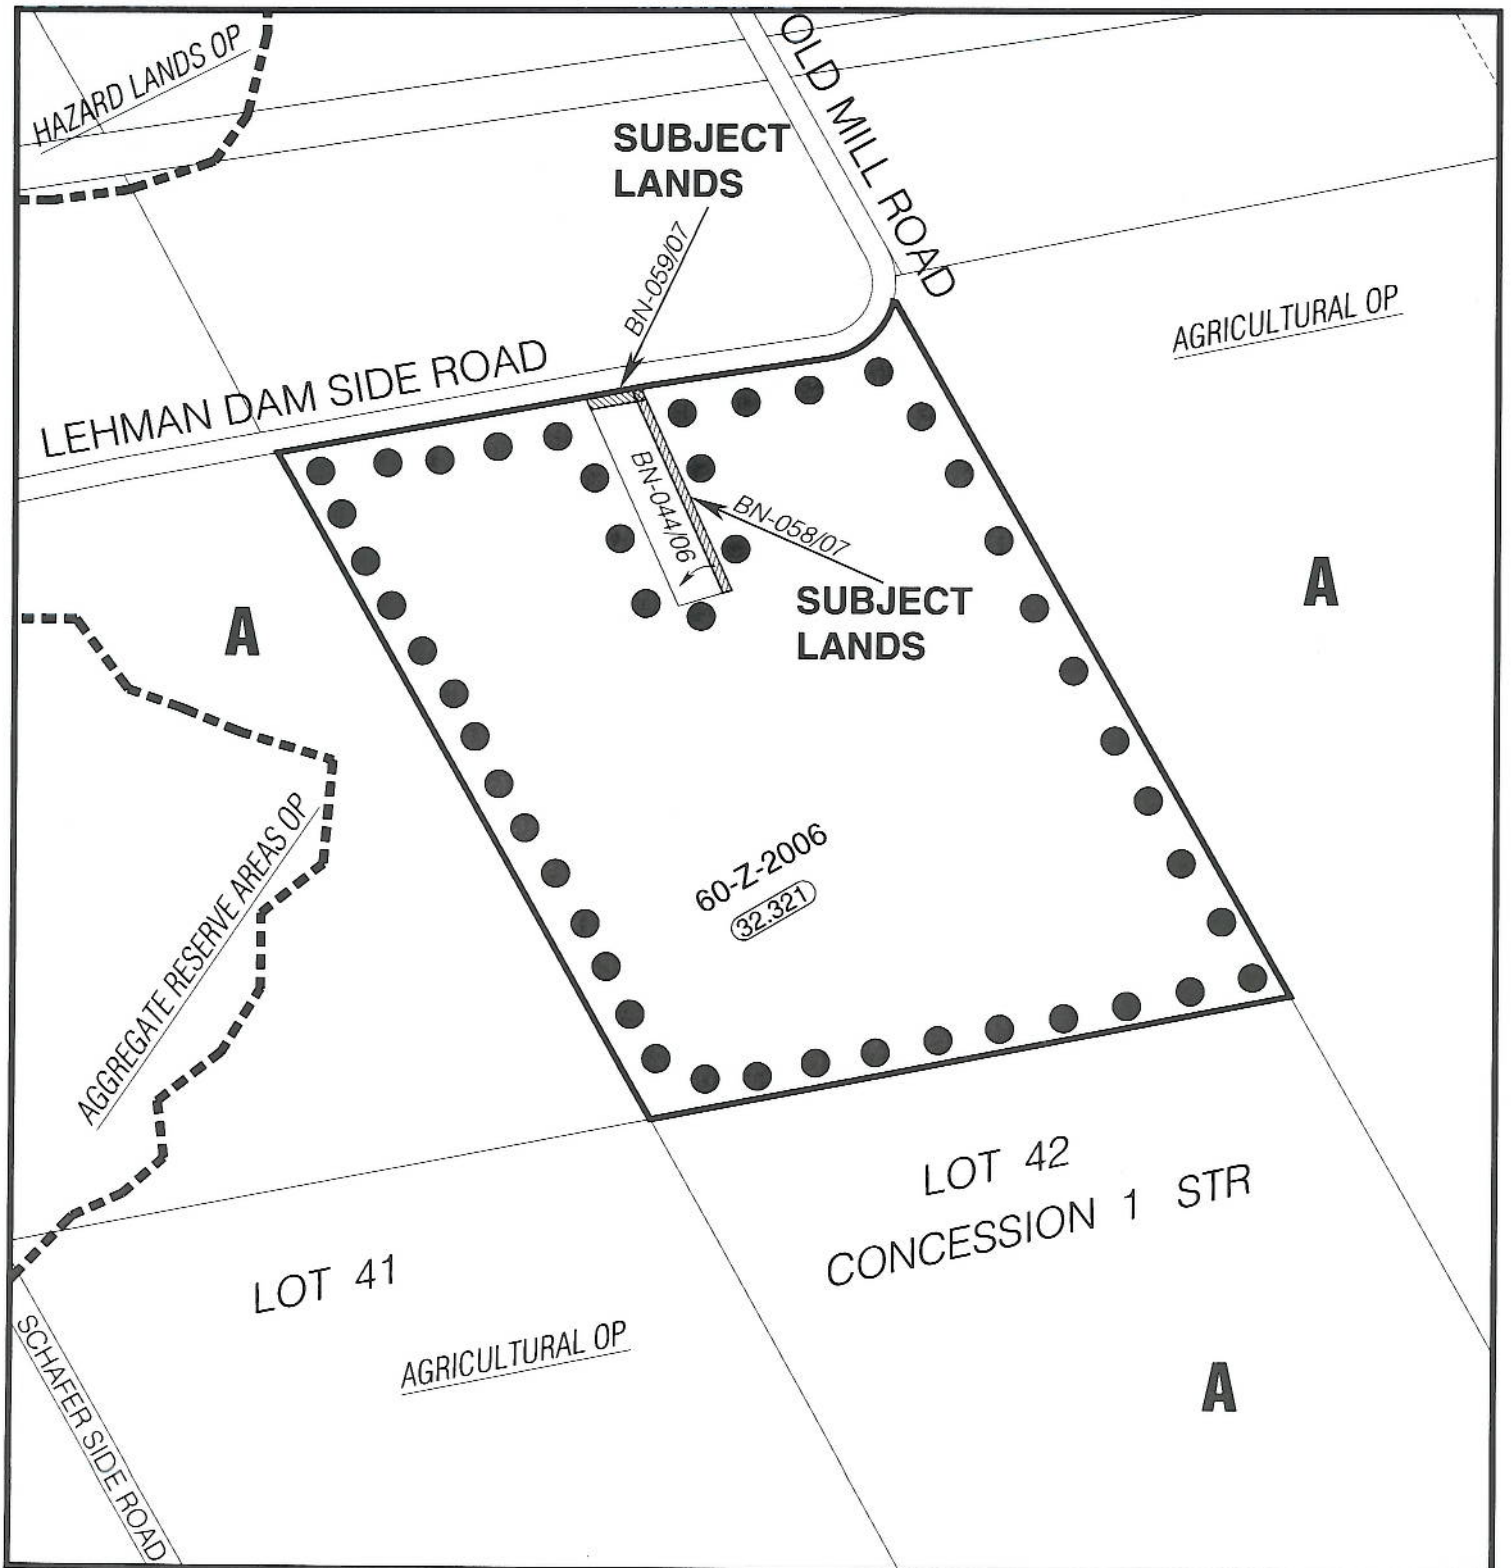 HAZARD LANDS OP
OLD MILL ROAD
SUBJECT
LANDS
BN-059/07
AGRICULTURAL OP
LEHMAN DAM SIDE ROAD
BN-044/06
BN-058/07
SUBJECT
LANDS
A
A
60-Z-2006
32.321
AGGREGATE RESERVE AREAS OP
LOT 42
CONCESSION 1 STR
LOT 41
AGRICULTURAL OP
A
SCHAFER SIDE ROAD